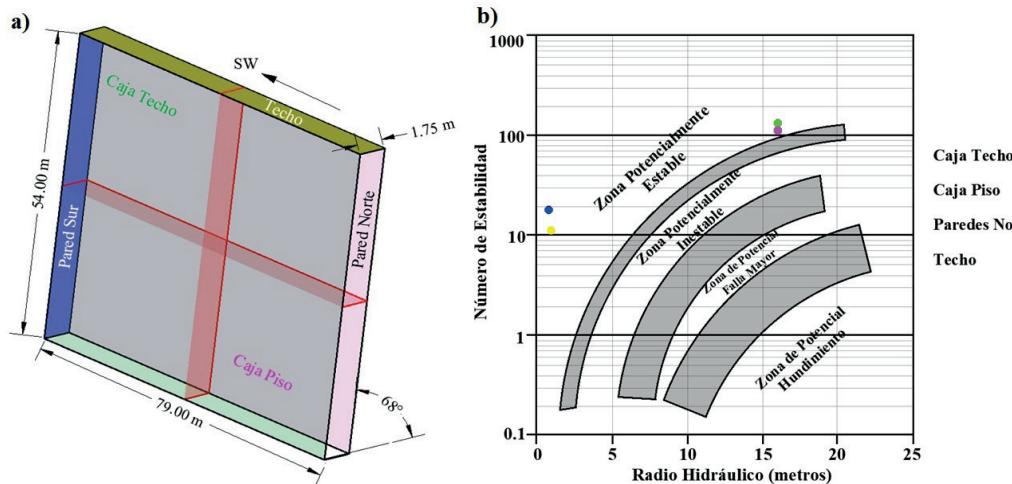 a)
SW
Caja Techo
Techo
1.75 m
54.00 m
Pared Sur
Pared Norte
Caja Piso
79.00 m
68°
b)
Número de Estabilidad
1000
100
10
1
0.1
Zona Potencialmente
Estable
Zona Potencialmente
Inestable
Zona de Potencial
Falla Mayor
Zona de Potencial
Hundimiento
0
5
10
15
20
25
Radio Hidráulico (metros)
Caja Techo
Caja Piso
Paredes No
Techo